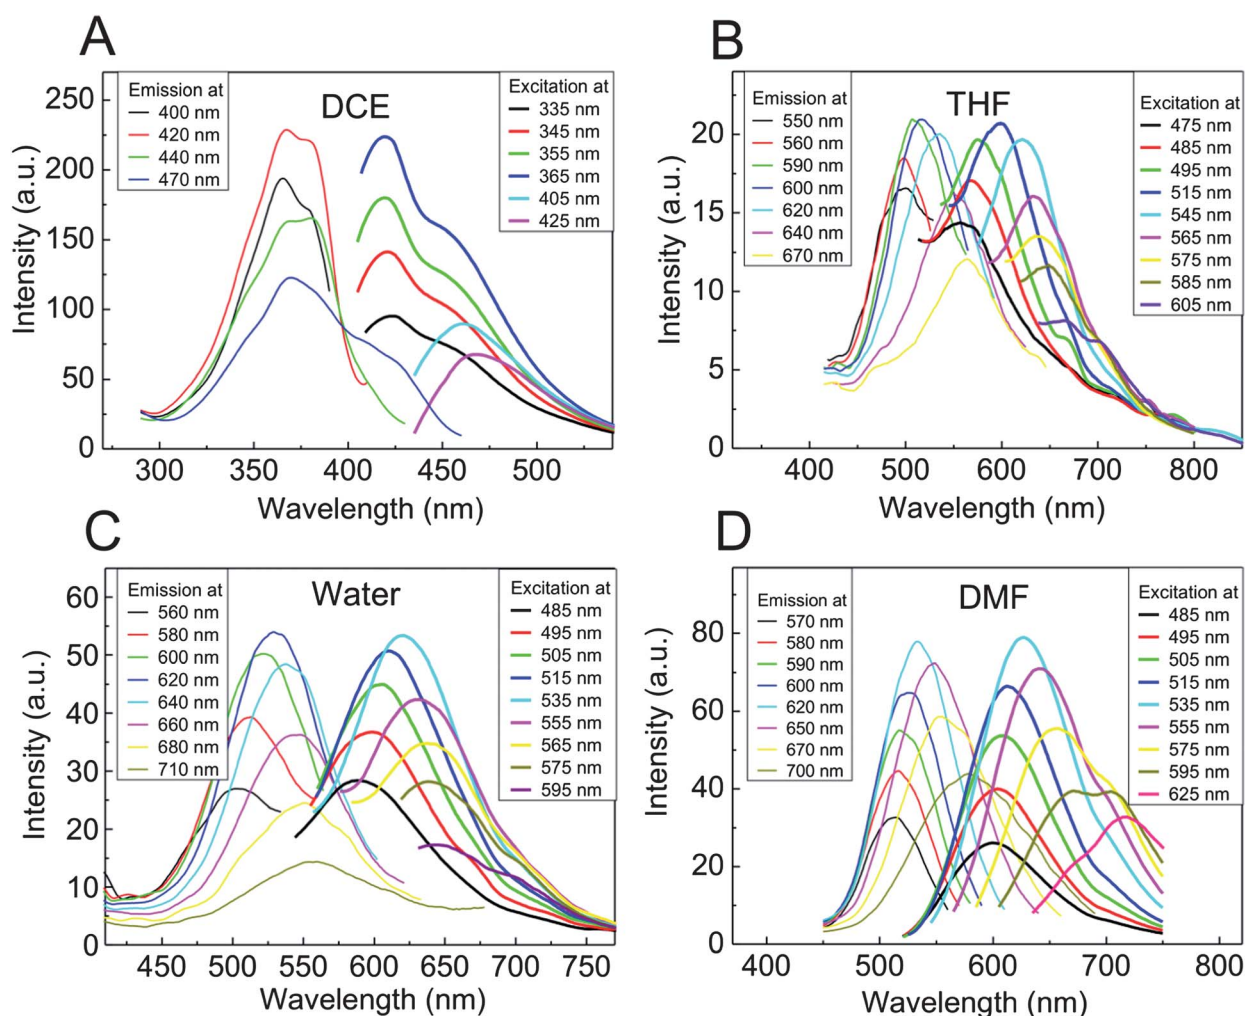 A
DCE
Emission at
400 nm
420 nm
440 nm
470 nm
Excitation at
335 nm
345 nm
355 nm
365 nm
405 nm
425 nm
Intensity (a.u.)
250
200
150
100
50
0
300 350 400 450 500
Wavelength (nm)
B
THF
Emission at
550 nm
560 nm
590 nm
600 nm
620 nm
640 nm
670 nm
Excitation at
475 nm
485 nm
495 nm
515 nm
545 nm
565 nm
575 nm
585 nm
605 nm
Intensity (a.u.)
20
15
10
5
0
400 500 600 700 800
Wavelength (nm)
C
Water
Emission at
560 nm
580 nm
600 nm
620 nm
640 nm
660 nm
680 nm
710 nm
Excitation at
485 nm
495 nm
505 nm
515 nm
535 nm
555 nm
565 nm
575 nm
595 nm
Intensity (a.u.)
60
50
40
30
20
10
0
450 500 550 600 650 700 750
Wavelength (nm)
D
DMF
Emission at
570 nm
580 nm
590 nm
600 nm
620 nm
650 nm
670 nm
700 nm
Excitation at
485 nm
495 nm
505 nm
515 nm
535 nm
555 nm
575 nm
595 nm
625 nm
Intensity (a.u.)
80
60
40
20
0
400 500 600 700 800
Wavelength (nm)